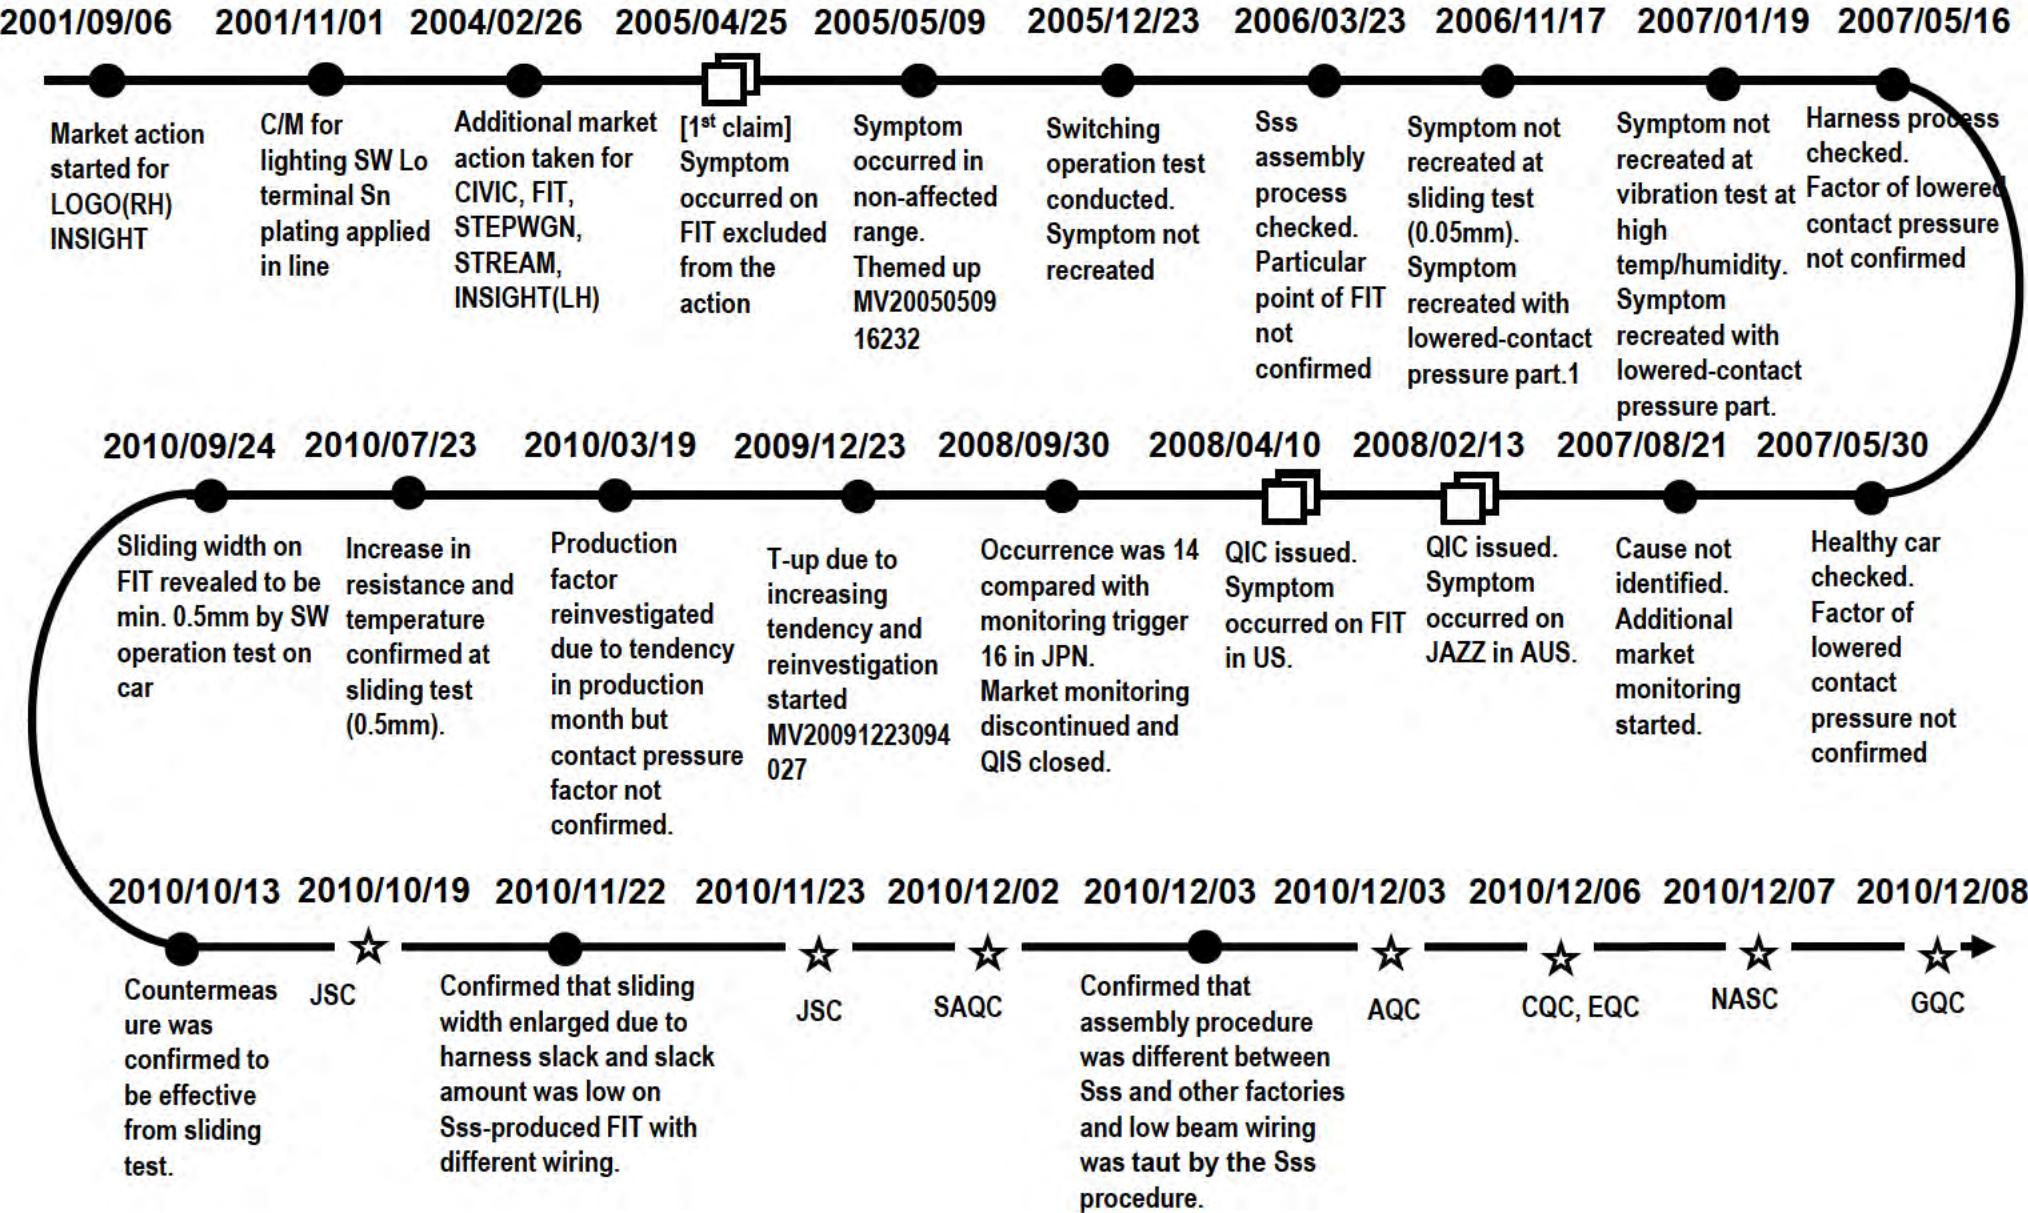 2001/09/06 2001/11/01 2004/02/26 2005/04/25 2005/05/09 2005/12/23 2006/03/23 2006/11/17 2007/01/19 2007/05/16
Market action
started for
LOGO(RH)
INSIGHT
C/M for
lighting SW Lo
terminal Sn
plating applied
in line
Additional market
action taken for
CIVIC, FIT,
STEPWGN,
STREAM,
INSIGHT(LH)
[1st claim]
Symptom
occurred on
FIT excluded
from the
action
Symptom
occurred in
non-affected
range.
Themed up
MV20050509
16232
Switching
operation test
conducted.
Symptom not
recreated
Sss
assembly
process
checked.
Particular
point of FIT
not
confirmed
Symptom not
recreated at
sliding test
(0.05mm).
Symptom
recreated with
lowered-contact
pressure part.1
Symptom not
recreated at
vibration test at
high
temp/humidity.
Symptom
recreated with
lowered-contact
pressure part.
Harness process
checked.
Factor of lowered
contact pressure
not confirmed
2010/09/24 2010/07/23 2010/03/19 2009/12/23 2008/09/30 2008/04/10 2008/02/13 2007/08/21 2007/05/30
Sliding width on
FIT revealed to be
min. 0.5mm by SW
operation test on
car
Increase in
resistance and
temperature
confirmed at
sliding test
(0.5mm).
Production
factor
reinvestigated
due to tendency
in production
month but
contact pressure
factor not
confirmed.
T-up due to
increasing
tendency and
reinvestigation
started
MV20091223094
027
Occurrence was 14
compared with
monitoring trigger
16 in JPN.
Market monitoring
discontinued and
QIS closed.
QIC issued.
Symptom
occurred on FIT
in US.
QIC issued.
Symptom
occurred on
JAZZ in AUS.
Cause not
identified.
Additional
market
monitoring
started.
Healthy car
checked.
Factor of
lowered
contact
pressure not
confirmed
2010/10/13 2010/10/19 2010/11/22 2010/11/23 2010/12/02 2010/12/03 2010/12/03 2010/12/06 2010/12/07 2010/12/08
Countermeas
ure was
confirmed to
be effective
from sliding
test.
JSC
Confirmed that sliding
width enlarged due to
harness slack and slack
amount was low on
Sss-produced FIT with
different wiring.
JSC
SAQC
Confirmed that
assembly procedure
was different between
Sss and other factories
and low beam wiring
was taut by the Sss
procedure.
AQC
CQC, EQC
NASC
GQC